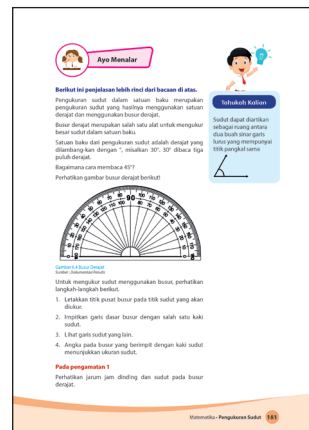 Ayo Menalar
Berikut ini penjelasan lebih rinci dari bacaan di atas.
Pengukuran sudut dalam satuan baku merupakan
pengukuran sudut yang hasilnya menggunakan satuan
derajat dan menggunakan busur derajat.
Busur derajat merupakan salah satu alat untuk mengukur
besar sudut dalam satuan baku.
Satuan baku dari pengukuran sudut adalah derajat yang
dilambang-kan dengan °, misalkan 30°. 30° dibaca tiga
puluh derajat.
Bagaimana cara membaca 45°?
Perhatikan gambar busur derajat berikut!
90
Gambar 6.4 Busur Derajat
Sumber : Dokumentasi Penulis
Untuk mengukur sudut menggunakan busur, perhatikan
langkah-langkah berikut.
1. Letakkan titik pusat busur pada titik sudut yang akan
diukur.
2. Impitkan garis dasar busur dengan salah satu kaki
sudut.
3. Lihat garis sudut yang lain.
4. Angka pada busur yang berimpit dengan kaki sudut
menunjukkan ukuran sudut.
Pada pengamatan 1
Perhatikan jarum jam dinding dan sudut pada busur
derajat.
Tahukah Kalian
Sudut dapat diartikan
sebagai ruang antara
dua buah sinar garis
lurus yang mempunyai
titik pangkal sama
Matematika • Pengukuran Sudut 181